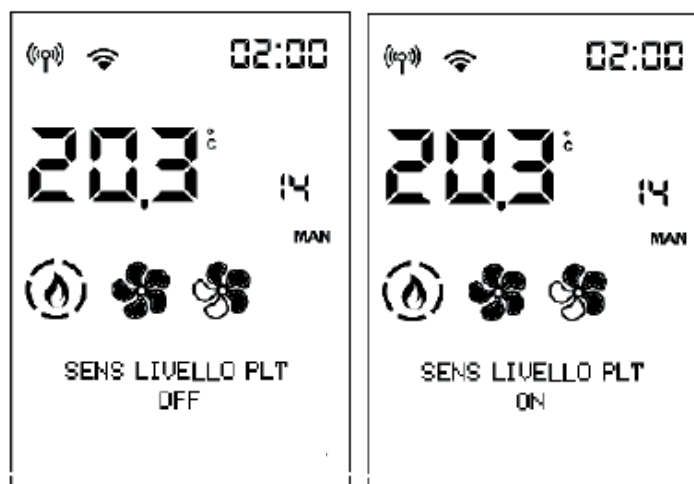 02:00
20.3 °C
14
MAN
SENS LIVELLO PLT
OFF
02:00
20.3 °C
14
MAN
SENS LIVELLO PLT
ON